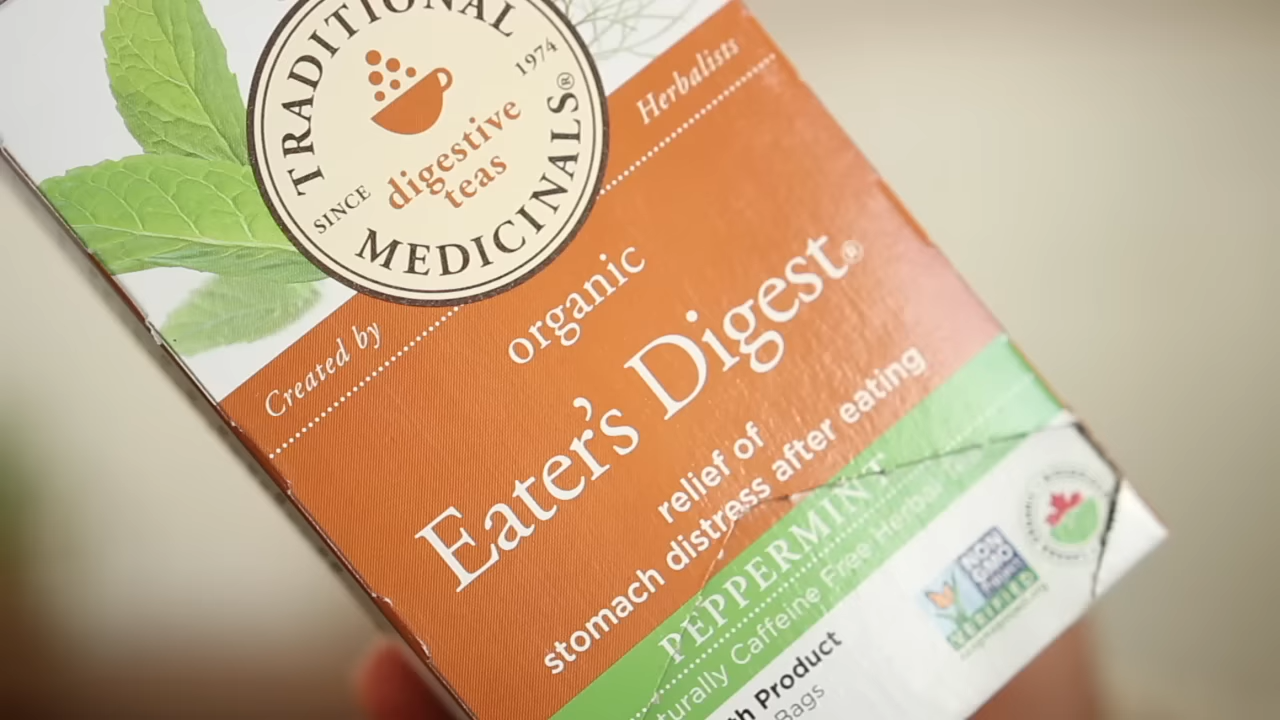 TRADITIONAL
MEDICINALS®
SINCE
1974
digestive
teas
Created by
Herbalists
organic
Eater's Digest®
relief of
stomach distress after eating
PEPPERMINT
Caffeine Free Herbal
Product
Bags
NON
GMO
VERIFIED